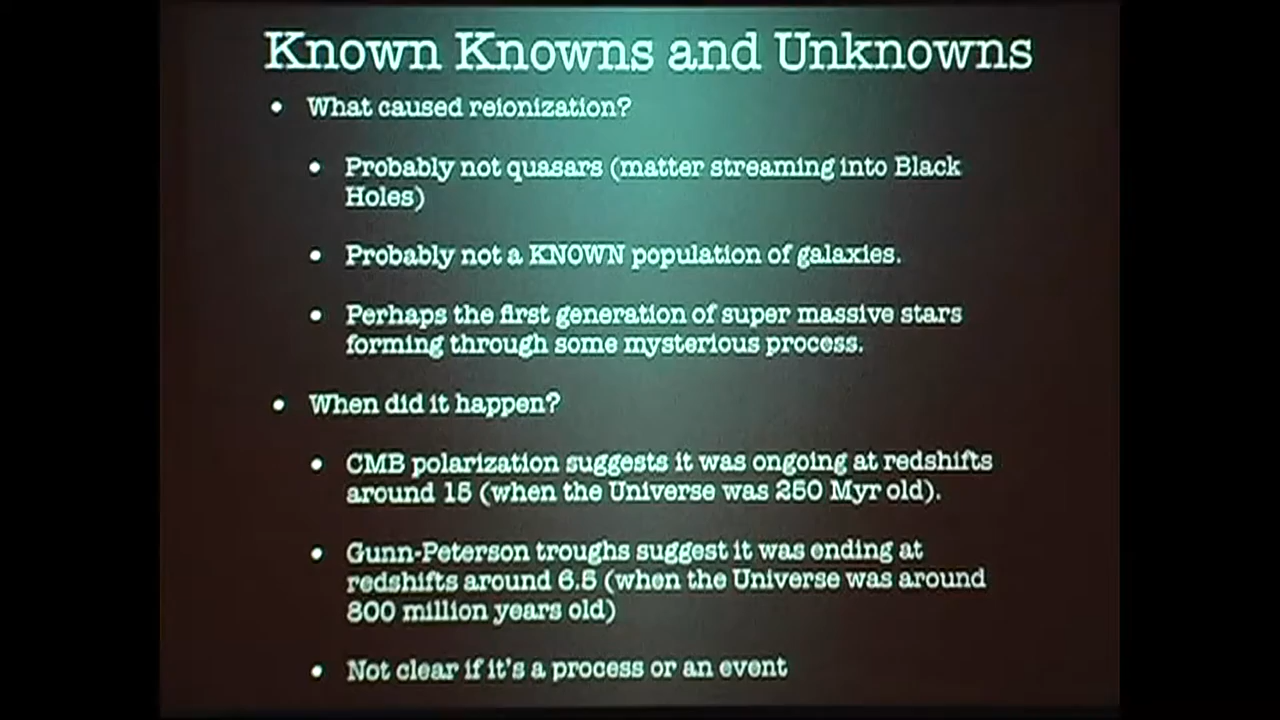 Known Knowns and Unknowns
• What caused reionization?
• Probably not quasars (matter streaming into Black
Holes)
• Probably not a KNOWN population of galaxies.
• Perhaps the first generation of super massive stars
forming through some mysterious process.
• When did it happen?
• CMB polarization suggests it was ongoing at redshifts
around 15 (when the Universe was 250 Myr old).
• Gunn-Peterson troughs suggest it was ending at
redshifts around 6.5 (when the Universe was around
800 million years old)
• Not clear if it's a process or an event